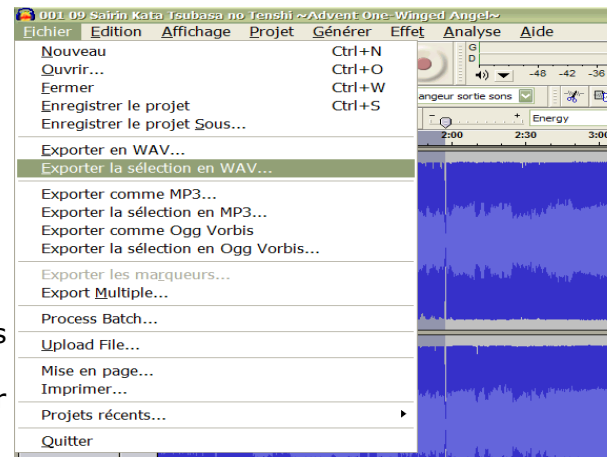 001 09 Sairin Kata Tsubasa no Tenshi ~Advent One-Winged Angel~
Fichier Edition Affichage Projet Générer Effet Analyse Aide
Nouveau Ctrl+N
Ouvrir... Ctrl+O
Fermer Ctrl+W
Enregistrer le projet Ctrl+S
Enregistrer le projet Sous...
Exporter en WAV...
Exporter la sélection en WAV...
Exporter comme MP3...
Exporter la sélection en MP3...
Exporter comme Ogg Vorbis
Exporter la sélection en Ogg Vorbis...
Exporter les marqueurs...
Export Multiple...
Process Batch...
Upload File...
Mise en page...
Imprimer...
Projets récents...
Quitter
G
D
-48 -42 -36
angeur sortie sons
- + Energy
2:00 2:30 3:00
s
r